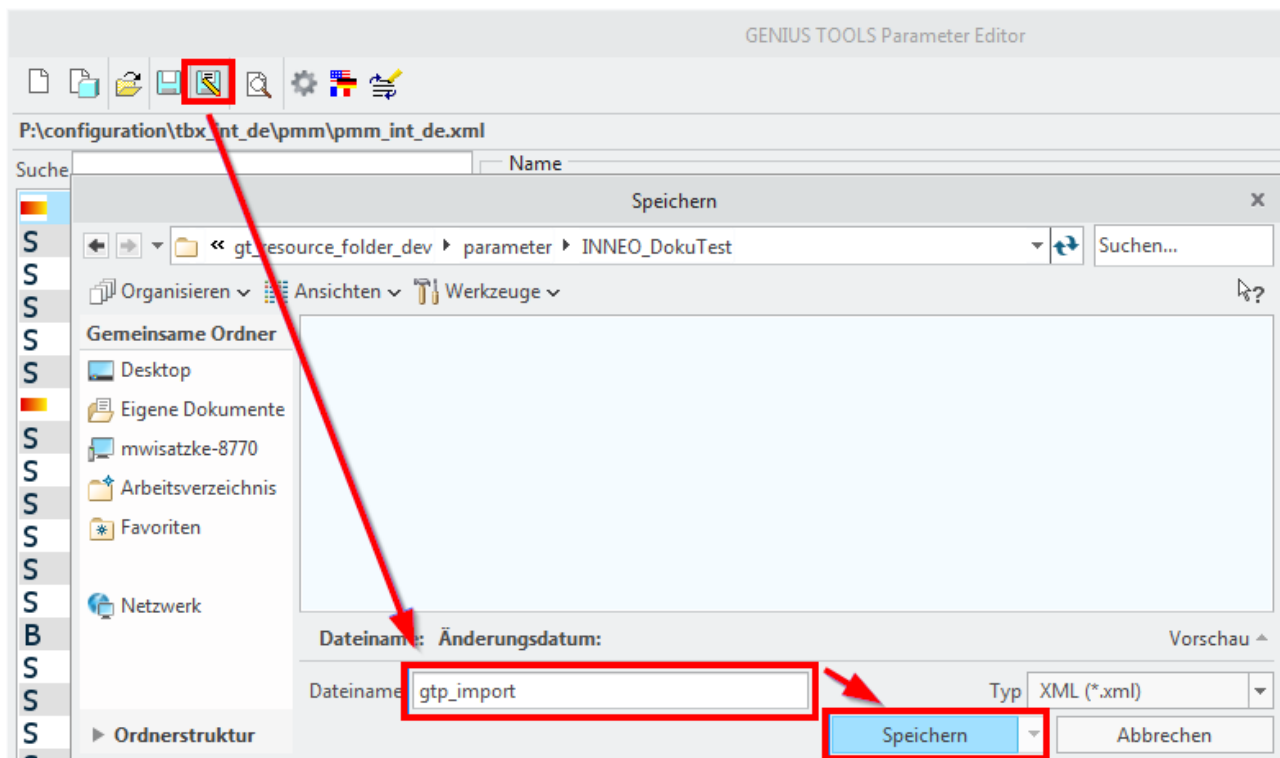 GENIUS TOOLS Parameter Editor
P:\configuration\tbx_int_de\pmm\pmm_int_de.xml
Suche
Name
Speichern
S
« gt_resource_folder_dev parameter INNEO_DokuTest
Suchen...
S
Organisieren Ansichten Werkzeuge
S
Gemeinsame Ordner
S
Desktop
S
Eigene Dokumente
S
mwisatzke-8770
S
Arbeitsverzeichnis
S
Favoriten
S
S
Netzwerk
S
B
Dateiname: Änderungsdatum:
Vorschau
S
Dateiname gtp_import
Typ XML (*.xml)
S
Ordnerstruktur
Speichern
Abbrechen
S